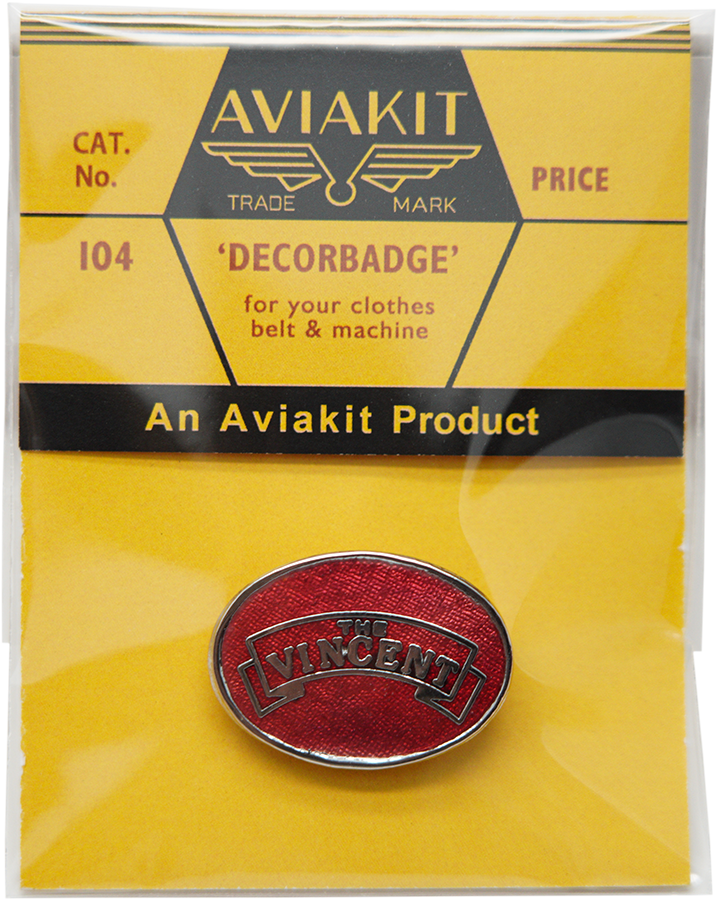 AVIAKIT
TRADE MARK
CAT.
No.
PRICE
104
'DECORBADGE'
for your clothes
belt & machine
An Aviakit Product
THE
VINCENT